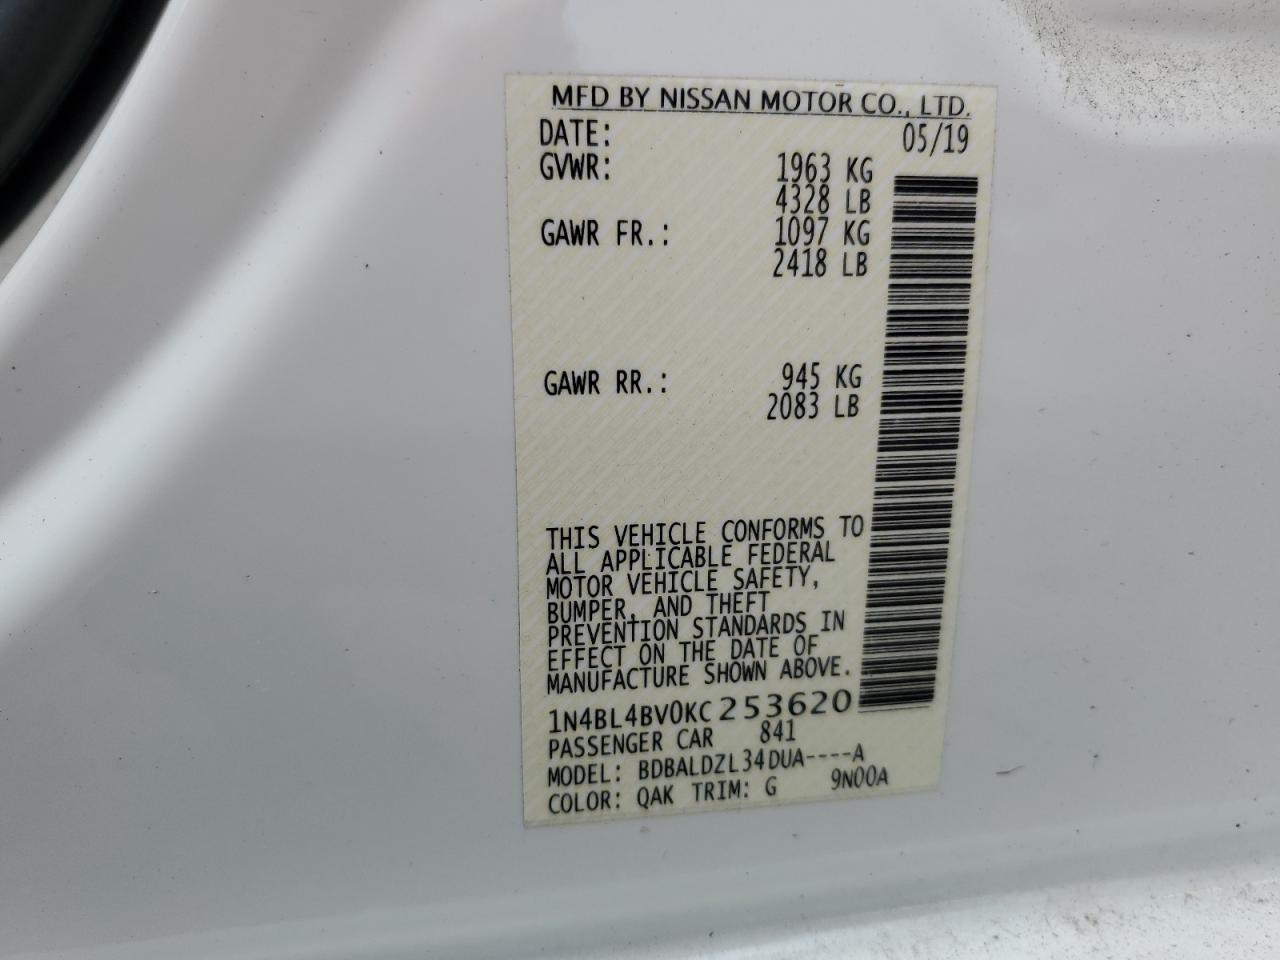 MFD BY NISSAN MOTOR CO., LTD.
DATE: 05/19
GVWR: 1963 KG
4328 LB
GAWR FR.: 1097 KG
2418 LB
GAWR RR.: 945 KG
2083 LB
THIS VEHICLE CONFORMS TO
ALL APPLICABLE FEDERAL
MOTOR VEHICLE SAFETY,
BUMPER, AND THEFT
PREVENTION STANDARDS IN
EFFECT ON THE DATE OF
MANUFACTURE SHOWN ABOVE.
1N4BL4BV0KC253620
PASSENGER CAR 841
MODEL: BDBALDZL34DUA----A
COLOR: QAK TRIM: G 9N00A